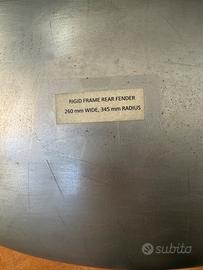 RIGID FRAME REAR FENDER
260 mm WIDE, 345 mm RADIUS
subito